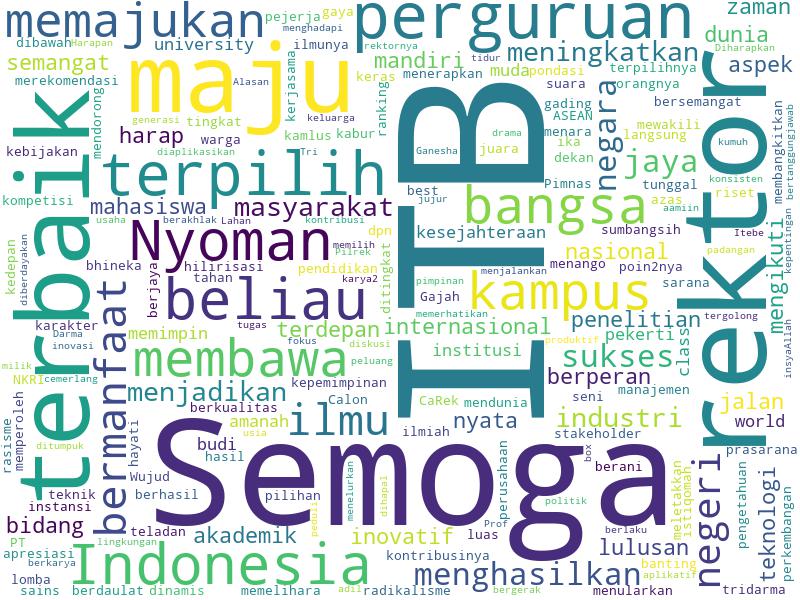 memajukan
pejerja
gaya
perguruan
zaman
menghadapi
dibawah
Harapan
university
ilmunya
rektornya
tidur
dunia
Diharapkan
semangat
maju
mandiri
meningkatkan
merekomendasi
keras
menerapkan
muda
pondasi
terpilihnya
aspek
Alasan
kerjasama
ranking
suara
orangnya
mendorong
generasi
tingkat
keluarga
gading
negara
bersemangat
harap
warga
kamlus
kabur
ITB
drama
ASEAN
menara
mewakili
langsung
kumuh
membangkitkan
bertanggungjawab
kebijakan
diaplikasikan
Tri
Ganesha
juara
ika
dekan
jaya
konsisten
terbaik
terpilih
best
jujur
Pimnas
tunggal
riset
kompetisi
mahasiswa
masyarakat
bangsa
azas
aamiin
rektor
usaha
berakhlak
Lahan
kontribusi
dpn
kesejahteraan
sumbangsih
Itebe
kepentingan
mengikuti
Nyoman
memilih
Pilrek
nasional
padangan
kedepan
diberdayakan
bhineka
hilirisasi
pendidikan
ditingkat
menjalankan
menango
poin2nya
berjaya
tahan
karya2
pimpinan
Gajah
kampus
sarana
beliau
memerhatikan
tergolong
karakter
Darma
inovasi
bermanfaat
memimpin
tugas
terdepan
internasional
penelitian
pekerti
class
insyaAllah
fokus
diskusi
produktif
milik
NKRI
cemerlang
membawa
peluang
institusi
sukses
menjadikan
kepemimpinan
berperan
manajemen
rasisme
memperoleh
berkualitas
Calon
CaRek
mendunia
seni
jalan
amanah
ilmu
nyata
industri
world
ditumpuk
hayati
budi
usia
ilmiah
stakeholder
hasil
Semoga
perusahaan
box
berani
prasarana
Wujud
teknik
berhasil
pilihan
peduli
menelurkan
dihapal
politik
meletakkan
istiqomah
negeri
pengetahuan
teknologi
perkembangan
instansi
bidang
teladan
akademik
inovatif
Prof
luas
berlaku
PT
lingkungan
lulusan
apresiasi
berkarya
Indonesia
kontribusinya
banting
aplikatif
lomba
menghasilkan
sains
berdaulat
dinamis
memelihara
adil
radikalisme
bergerak
menularkan
tridarma